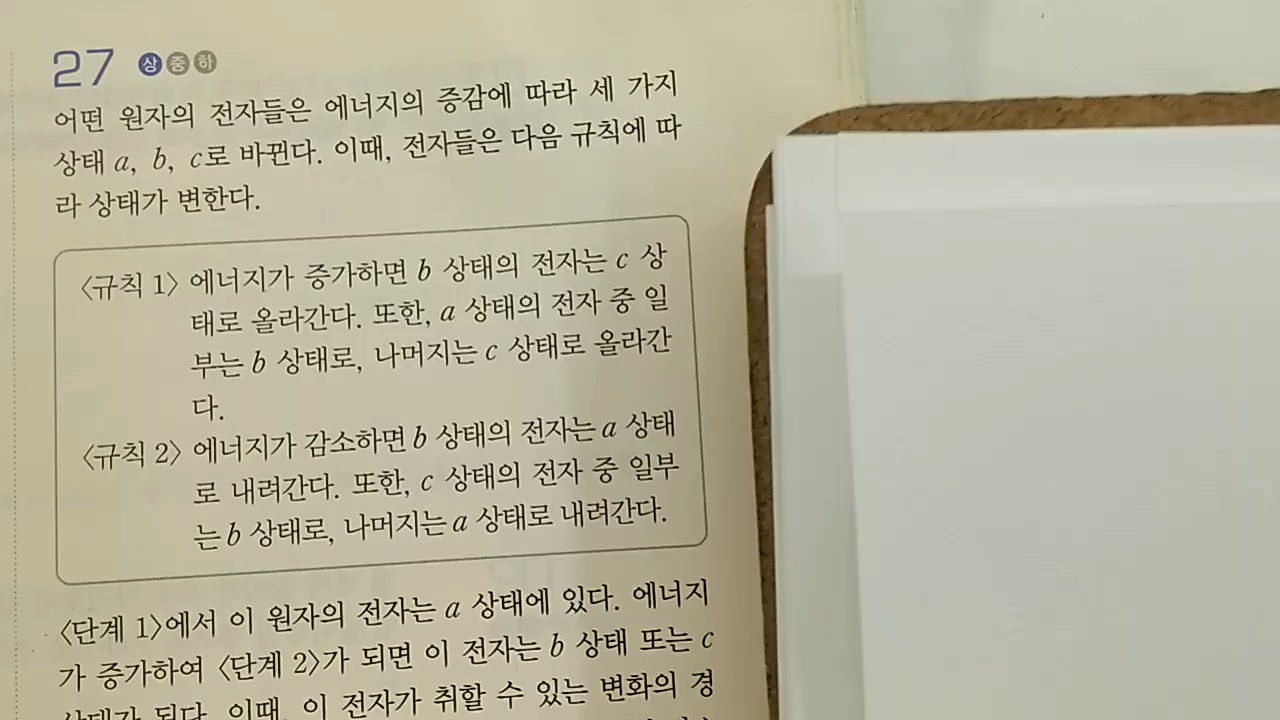 27 상 중 하
어떤 원자의 전자들은 에너지의 증감에 따라 세 가지
상태 a, b, c로 바뀐다. 이때, 전자들은 다음 규칙에 따
라 상태가 변한다.
〈규칙 1〉 에너지가 증가하면 b 상태의 전자는 c 상
태로 올라간다. 또한, a 상태의 전자 중 일
부는 b 상태로, 나머지는 c 상태로 올라간
다.
〈규칙 2〉 에너지가 감소하면 b 상태의 전자는 a 상태
로 내려간다. 또한, c 상태의 전자 중 일부
는 b 상태로, 나머지는 a 상태로 내려간다.
〈단계 1〉에서 이 원자의 전자는 a 상태에 있다. 에너지
가 증가하여 〈단계 2〉가 되면 이 전자는 b 상태 또는 c
상태가 된다. 이때, 이 전자가 취할 수 있는 변화의 경